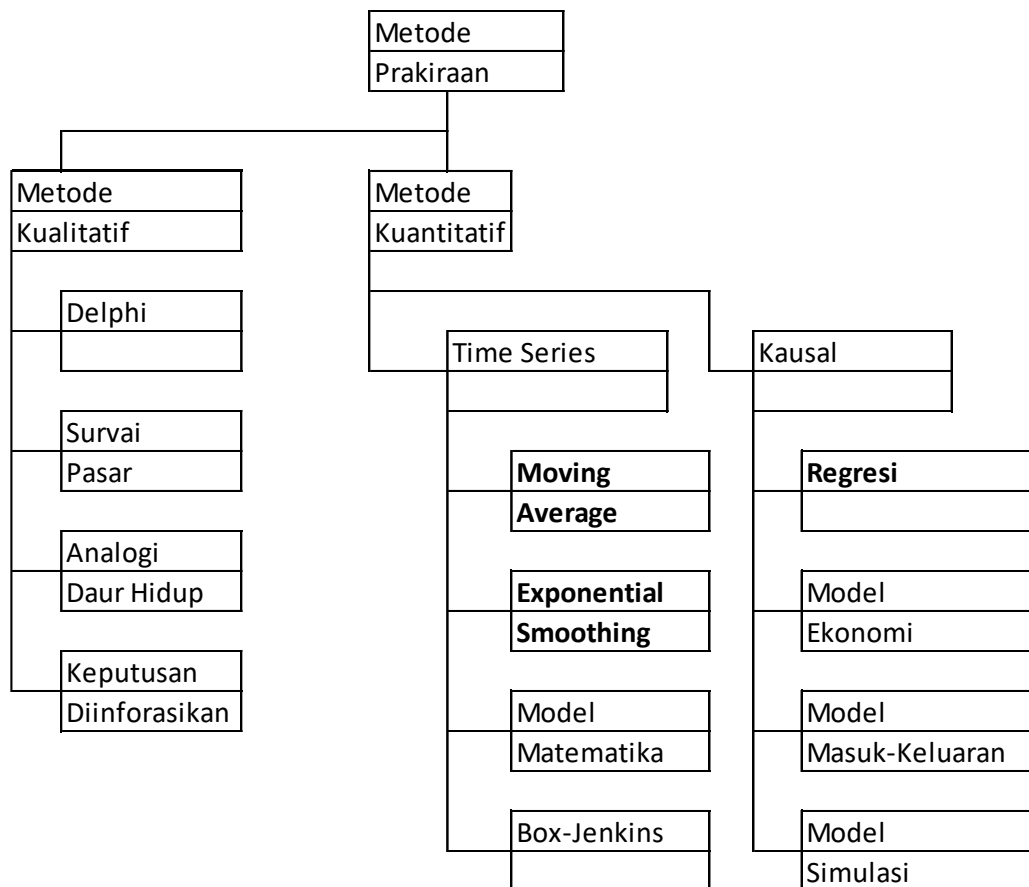 Metode
Prakiraan
Metode
Kualitatif
Delphi
Survai
Pasar
Analogi
Daur Hidup
Keputusan
Diinforasikan
Metode
Kuantitatif
Time Series
Moving
Average
Exponential
Smoothing
Model
Matematika
Box-Jenkins
Kausal
Regresi
Model
Ekonomi
Model
Masuk-Keluaran
Model
Simulasi